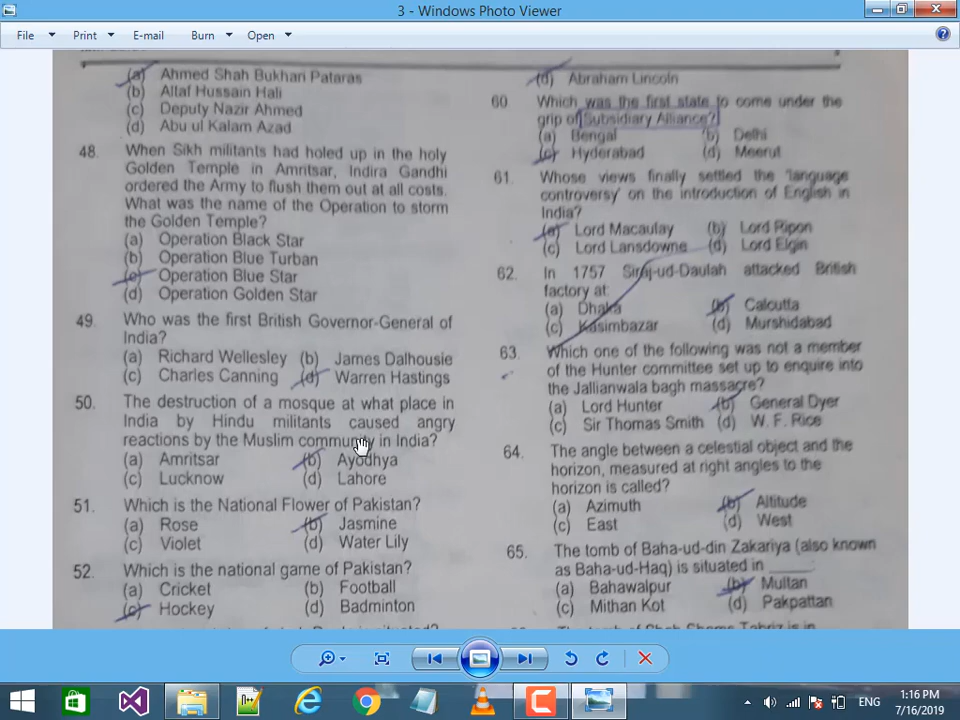 3 - Windows Photo Viewer
File Print E-mail Burn Open
(a) Ahmed Shah Bukhari Pataras
(b) Altaf Hussain Hali
(c) Deputy Nazir Ahmed
(d) Abu ul Kalam Azad
48. When Sikh militants had holed up in the holy
Golden Temple in Amritsar, Indira Gandhi
ordered the Army to flush them out at all costs.
What was the name of the Operation to storm
the Golden Temple?
(a) Operation Black Star
(b) Operation Blue Turban
(c) Operation Blue Star
(d) Operation Golden Star
49. Who was the first British Governor-General of
India?
(a) Richard Wellesley (b) James Dalhousie
(c) Charles Canning (d) Warren Hastings
50. The destruction of a mosque at what place in
India by Hindu militants caused angry
reactions by the Muslim community in India?
(a) Amritsar (b) Ayodhya
(c) Lucknow (d) Lahore
51. Which is the National Flower of Pakistan?
(a) Rose (b) Jasmine
(c) Violet (d) Water Lily
52. Which is the national game of Pakistan?
(a) Cricket (b) Football
(c) Hockey (d) Badminton
(d) Abraham Lincoln
60 Which was the first state to come under the
grip of Subsidiary Alliance?
(a) Bengal (b) Delhi
(c) Hyderabad (d) Meerut
61. Whose views finally settled the 'language
controversy' on the introduction of English in
India?
(a) Lord Macaulay (b) Lord Ripon
(c) Lord Lansdowne (d) Lord Elgin
62. In 1757 Siraj-ud-Daulah attacked British
factory at:
(a) Dhaka (b) Calcutta
(c) Kasimbazar (d) Murshidabad
63. Which one of the following was not a member
of the Hunter committee set up to enquire into
the Jallianwala bagh massacre?
(a) Lord Hunter (b) General Dyer
(c) Sir Thomas Smith (d) W. F. Rice
64. The angle between a celestial object and the
horizon, measured at right angles to the
horizon is called?
(a) Azimuth (b) Altitude
(c) East (d) West
65. The tomb of Baha-ud-din Zakariya (also known
as Baha-ud-Haq) is situated in ____.
(a) Bahawalpur (b) Multan
(c) Mithan Kot (d) Pakpattan
1:16 PM
7/16/2019